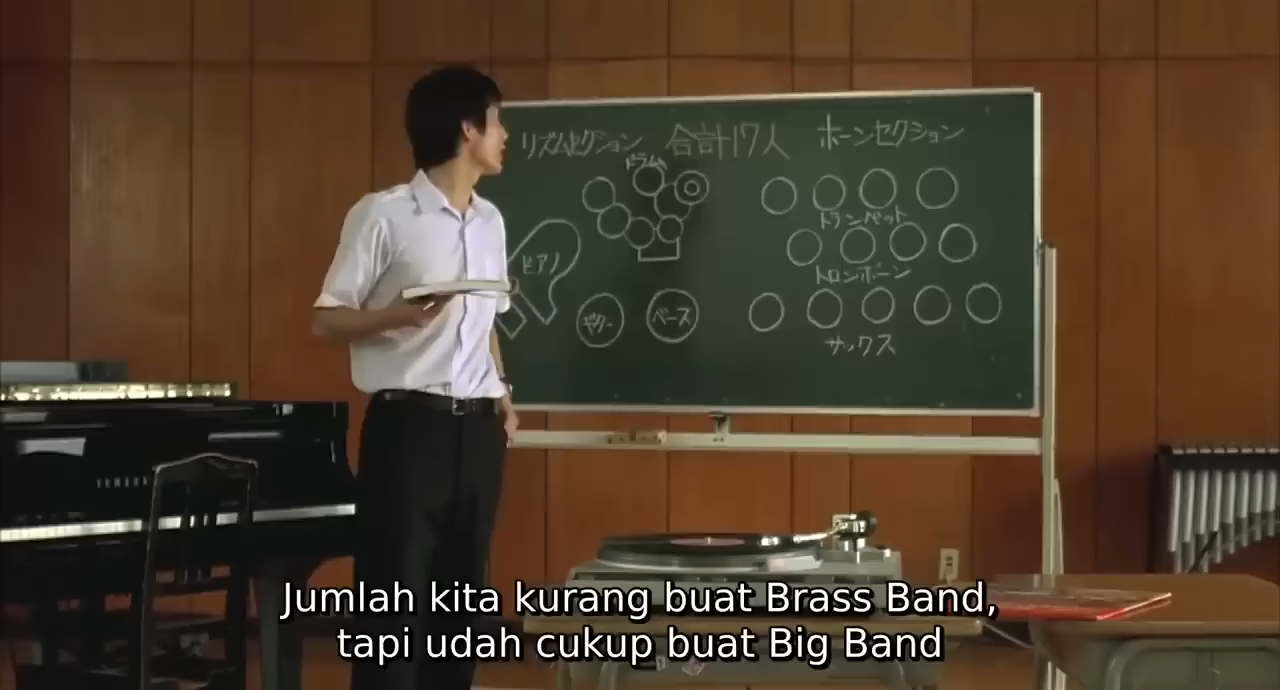 リズムセクション 合計17人 ホーンセクション
ドラム
トランペット
ピアノ
トロンボーン
ギター ベース
サックス
YAMAHA
Jumlah kita kurang buat Brass Band,
tapi udah cukup buat Big Band